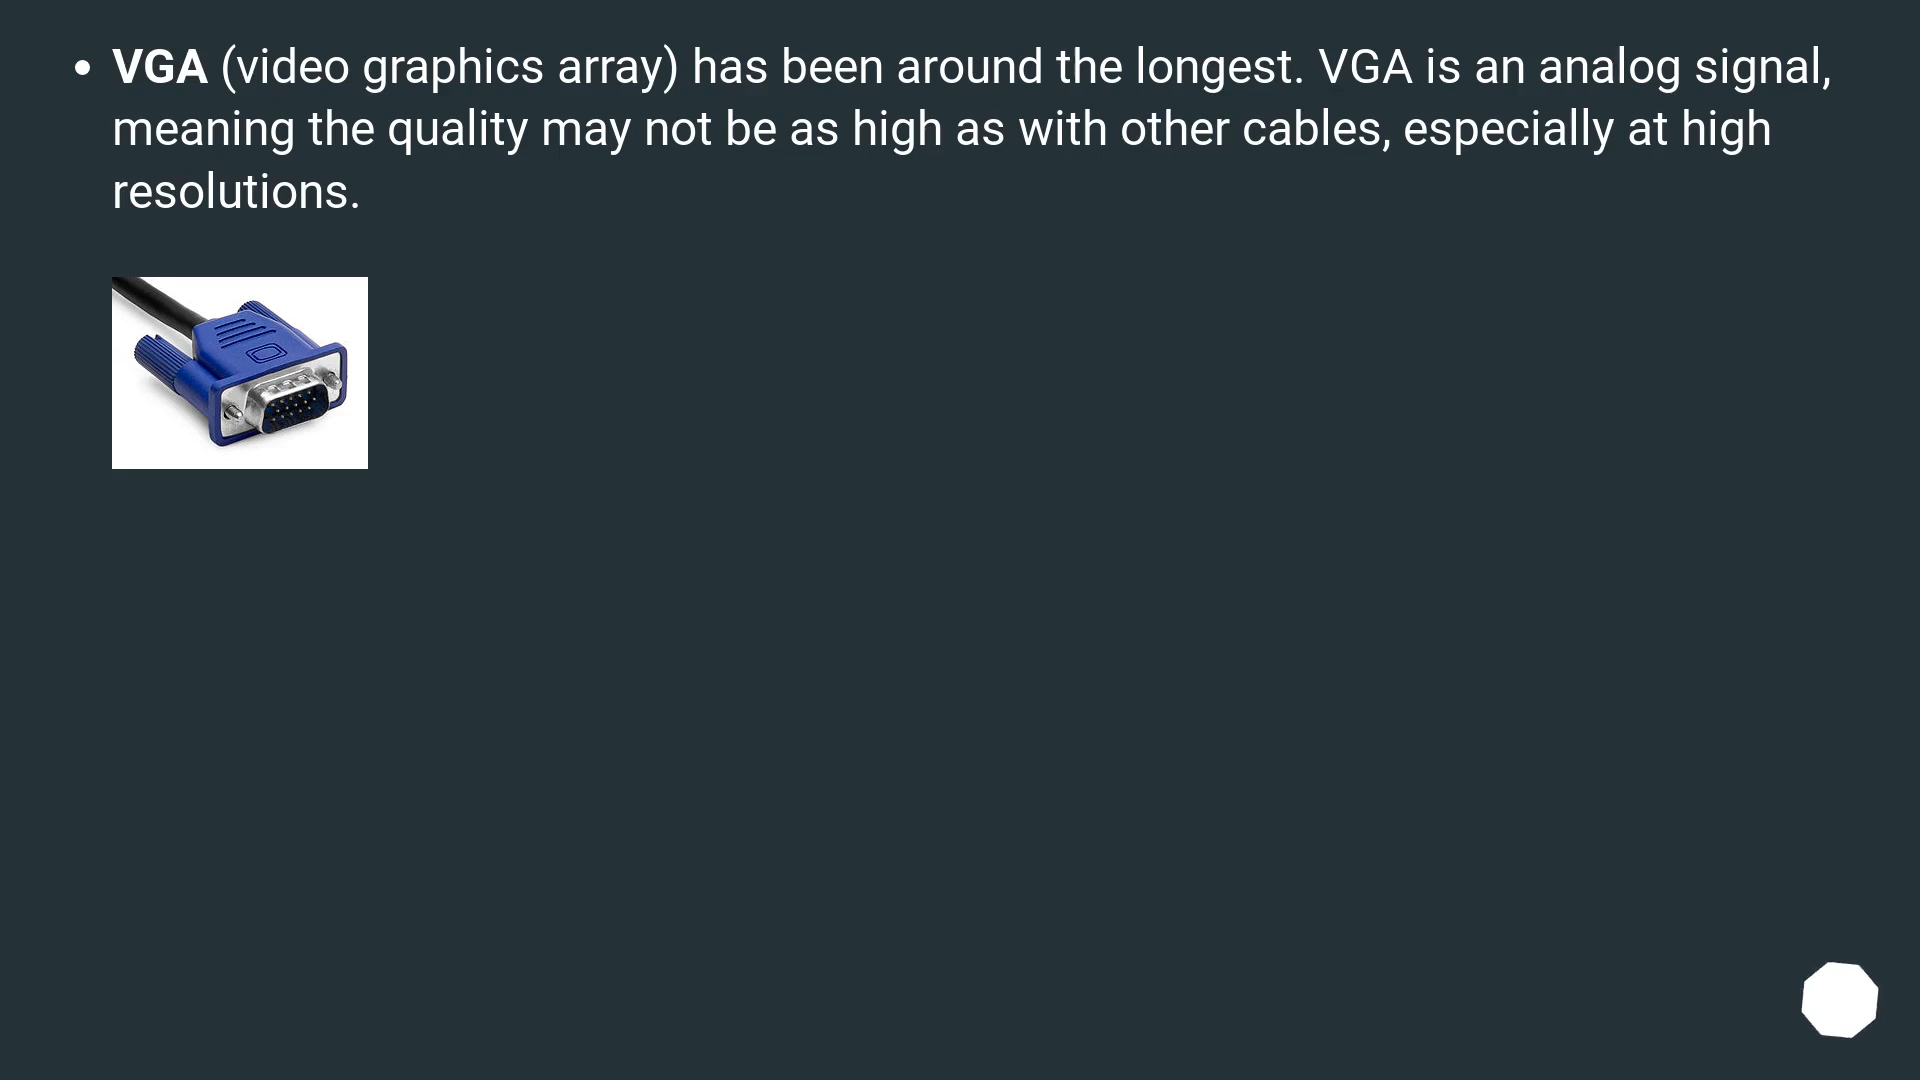 • VGA (video graphics array) has been around the longest. VGA is an analog signal,
meaning the quality may not be as high as with other cables, especially at high
resolutions.